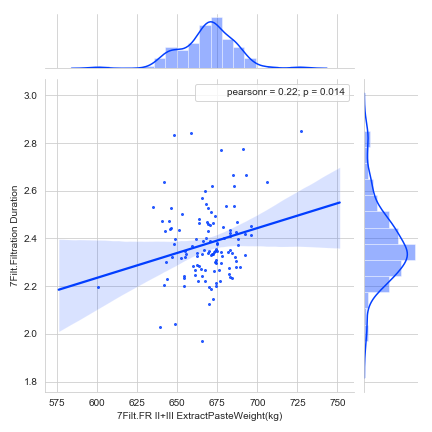 pearsonr = 0.22; p = 0.014
3.0
2.8
2.6
2.4
2.2
2.0
1.8
7Filt.Filtration Duration
575 600 625 650 675 700 725 750
7Filt.FR II+III ExtractPasteWeight(kg)